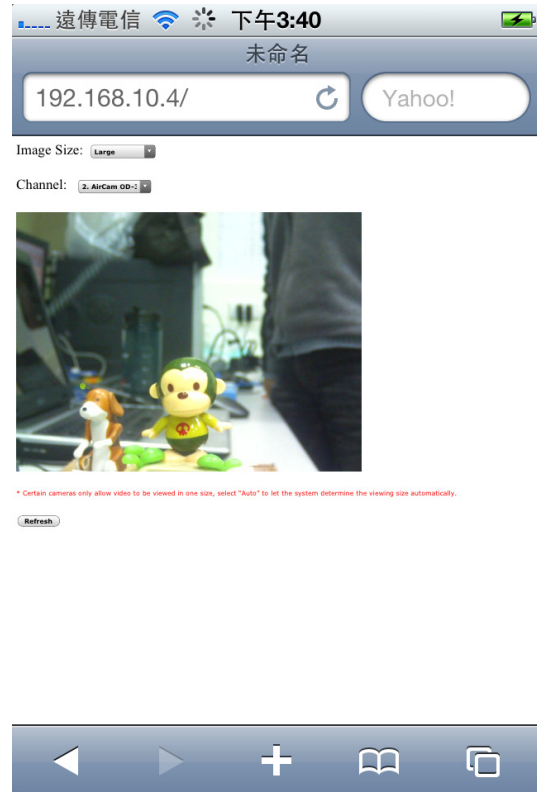 遠傳電信 下午3:40
未命名
192.168.10.4/ Yahoo!
Image Size: Large
Channel: 2. AirCam OD-
* Certain cameras only allow video to be viewed in one size, select "Auto" to let the system determine the viewing size automatically.
Refresh